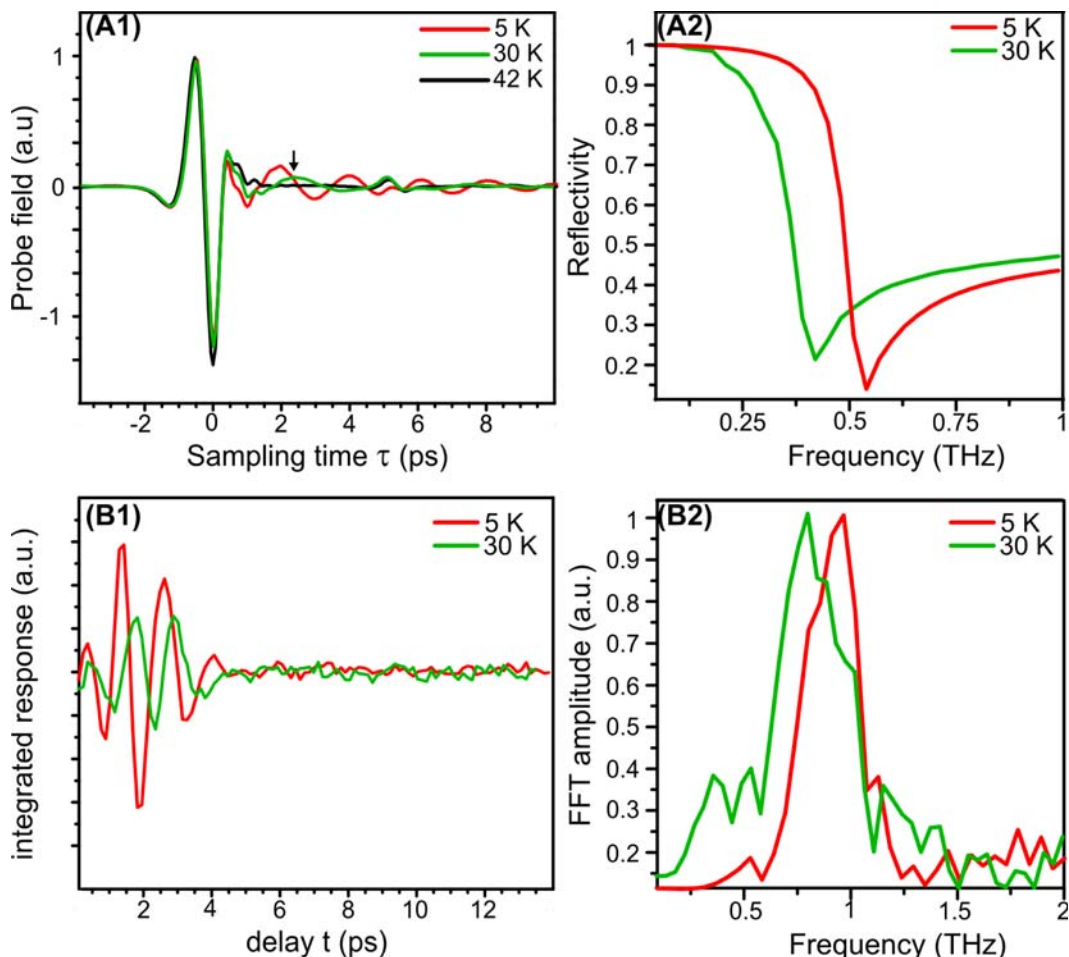 (A1)
5 K
30 K
42 K
1
0
-1
Probe field (a.u)
-2
0
2
4
6
8
Sampling time τ (ps)
(A2)
5 K
30 K
1
0.9
0.8
0.7
0.6
0.5
0.4
0.3
0.2
Reflectivity
0.25
0.5
0.75
1
Frequency (THz)
(B1)
5 K
30 K
integrated response (a.u.)
2
4
6
8
10
12
delay t (ps)
(B2)
5 K
30 K
1
0.9
0.8
0.7
0.6
0.5
0.4
0.3
0.2
FFT amplitude (a.u.)
0.5
1
1.5
2
Frequency (THz)